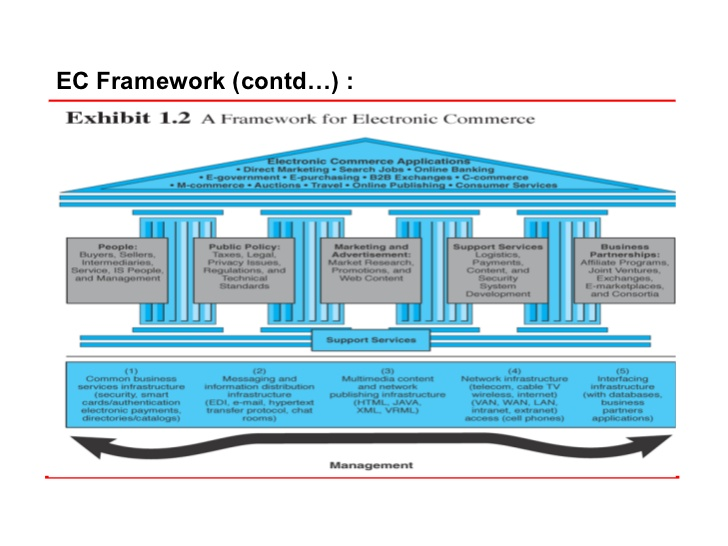 EC Framework (contd…) :
Exhibit 1.2 A Framework for Electronic Commerce
Electronic Commerce Applications
• Direct Marketing • Search Jobs • Online Banking
• E-government • E-purchasing • B2B Exchanges • C-commerce
• M-commerce • Auctions • Travel • Online Publishing • Consumer Services
People:
Buyers, Sellers,
Intermediaries,
Service, IS People,
and Management
Public Policy:
Taxes, Legal,
Privacy Issues,
Regulations, and
Technical
Standards
Marketing and
Advertisement:
Market Research,
Promotions, and
Web Content
Support Services
Logistics,
Payments,
Content, and
Security
System
Development
Business
Partnerships:
Affiliate Programs,
Joint Ventures,
Exchanges,
E-marketplaces,
and Consortia
Support Services
(1)
Common business
services infrastructure
(security, smart
cards/authentication
electronic payments,
directories/catalogs)
(2)
Messaging and
information distribution
infrastructure
(EDI, e-mail, hypertext
transfer protocol, chat
rooms)
(3)
Multimedia content
and network
publishing infrastructure
(HTML, JAVA,
XML, VRML)
(4)
Network infrastructure
(telecom, cable TV
wireless, internet)
(VAN, WAN, LAN,
intranet, extranet)
access (cell phones)
(5)
Interfacing
infrastructure
(with databases,
business
partners
applications)
Management